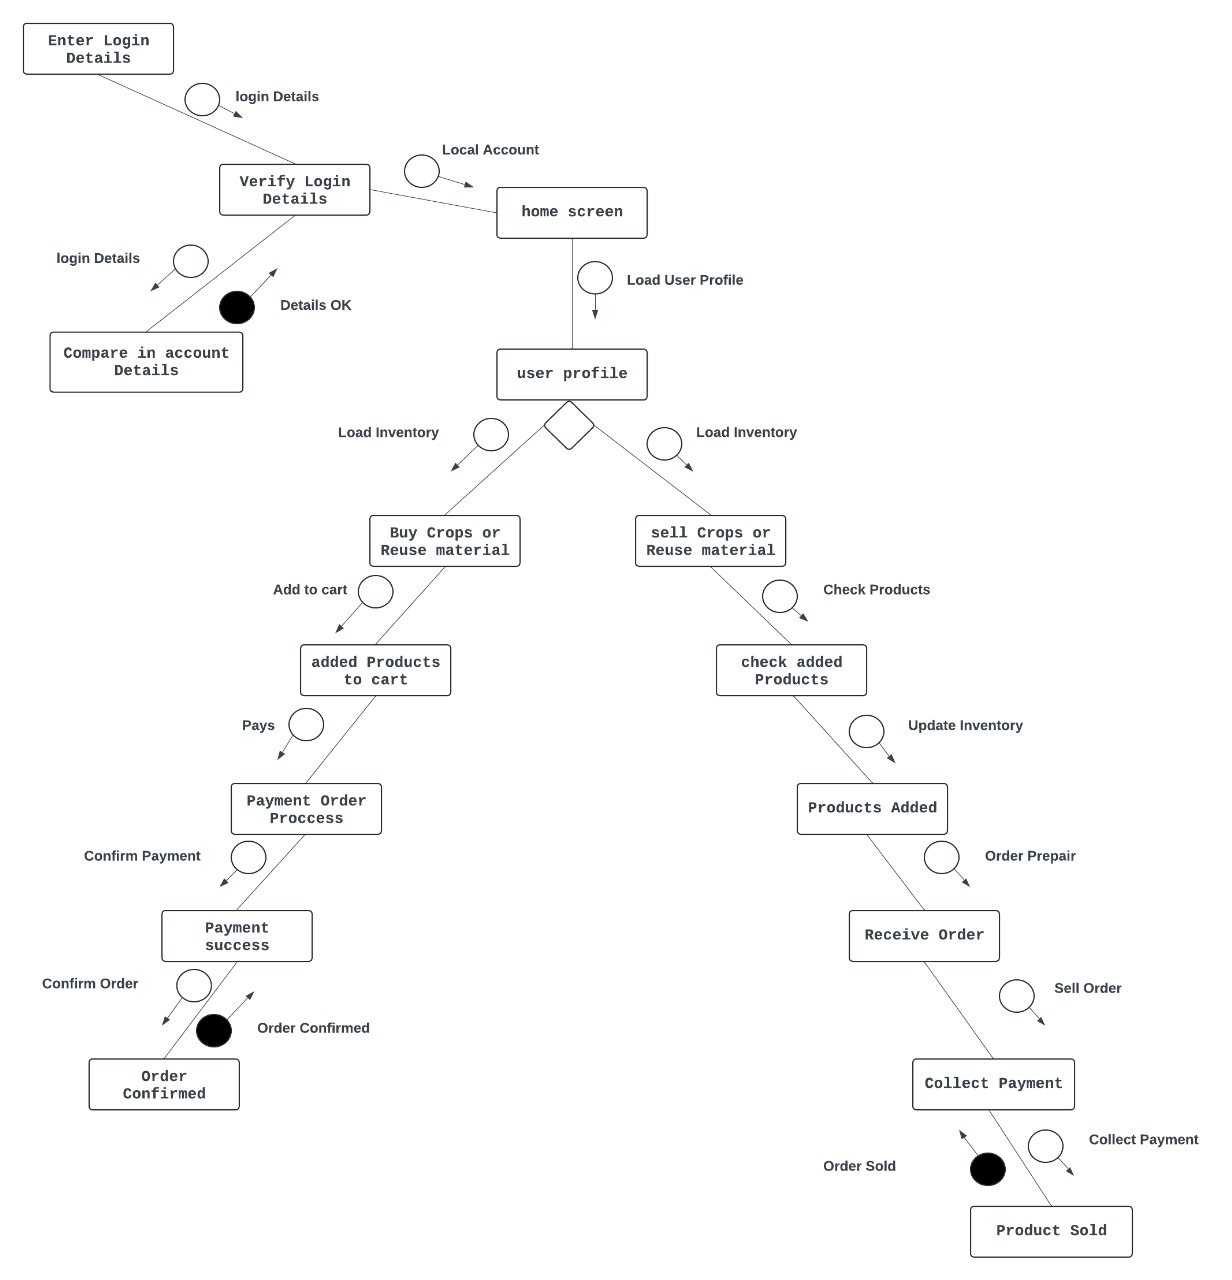 Enter Login
Details
login Details
Local Account
Verify Login
Details
home screen
login Details
Details OK
Load User Profile
Compare in account
Details
user profile
Load Inventory
Load Inventory
Buy Crops or
Reuse material
sell Crops or
Reuse material
Add to cart
Check Products
added Products
to cart
check added
Products
Pays
Update Inventory
Payment Order
Proccess
Products Added
Confirm Payment
Order Prepair
Payment
success
Receive Order
Confirm Order
Sell Order
Order Confirmed
Order
Confirmed
Collect Payment
Collect Payment
Order Sold
Product Sold